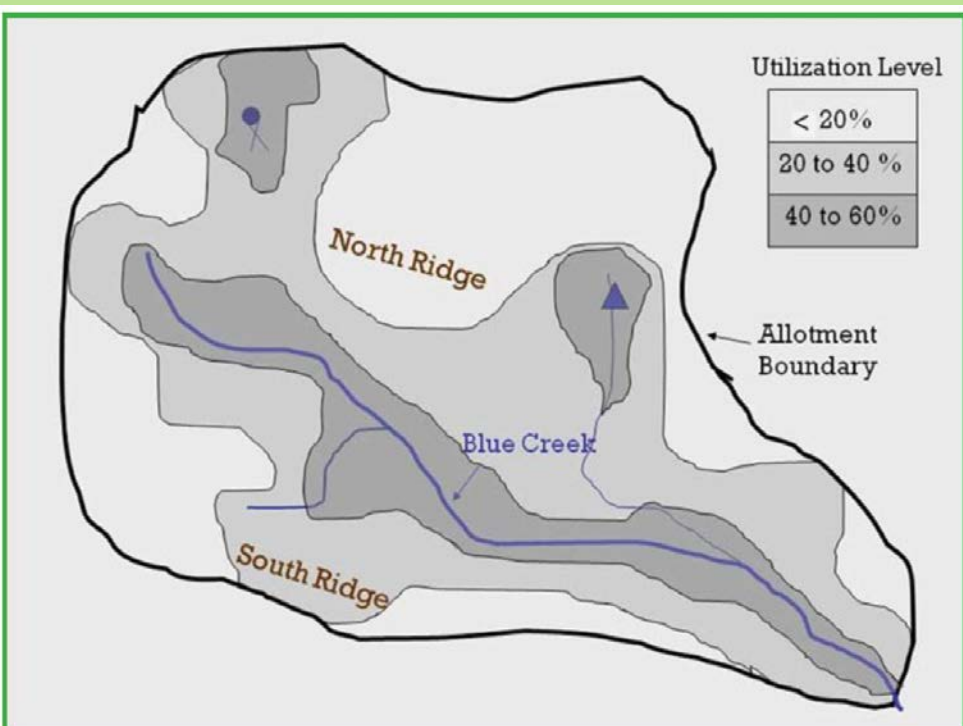 Utilization Level
< 20%
20 to 40 %
40 to 60%
North Ridge
Allotment
Boundary
Blue Creek
South Ridge